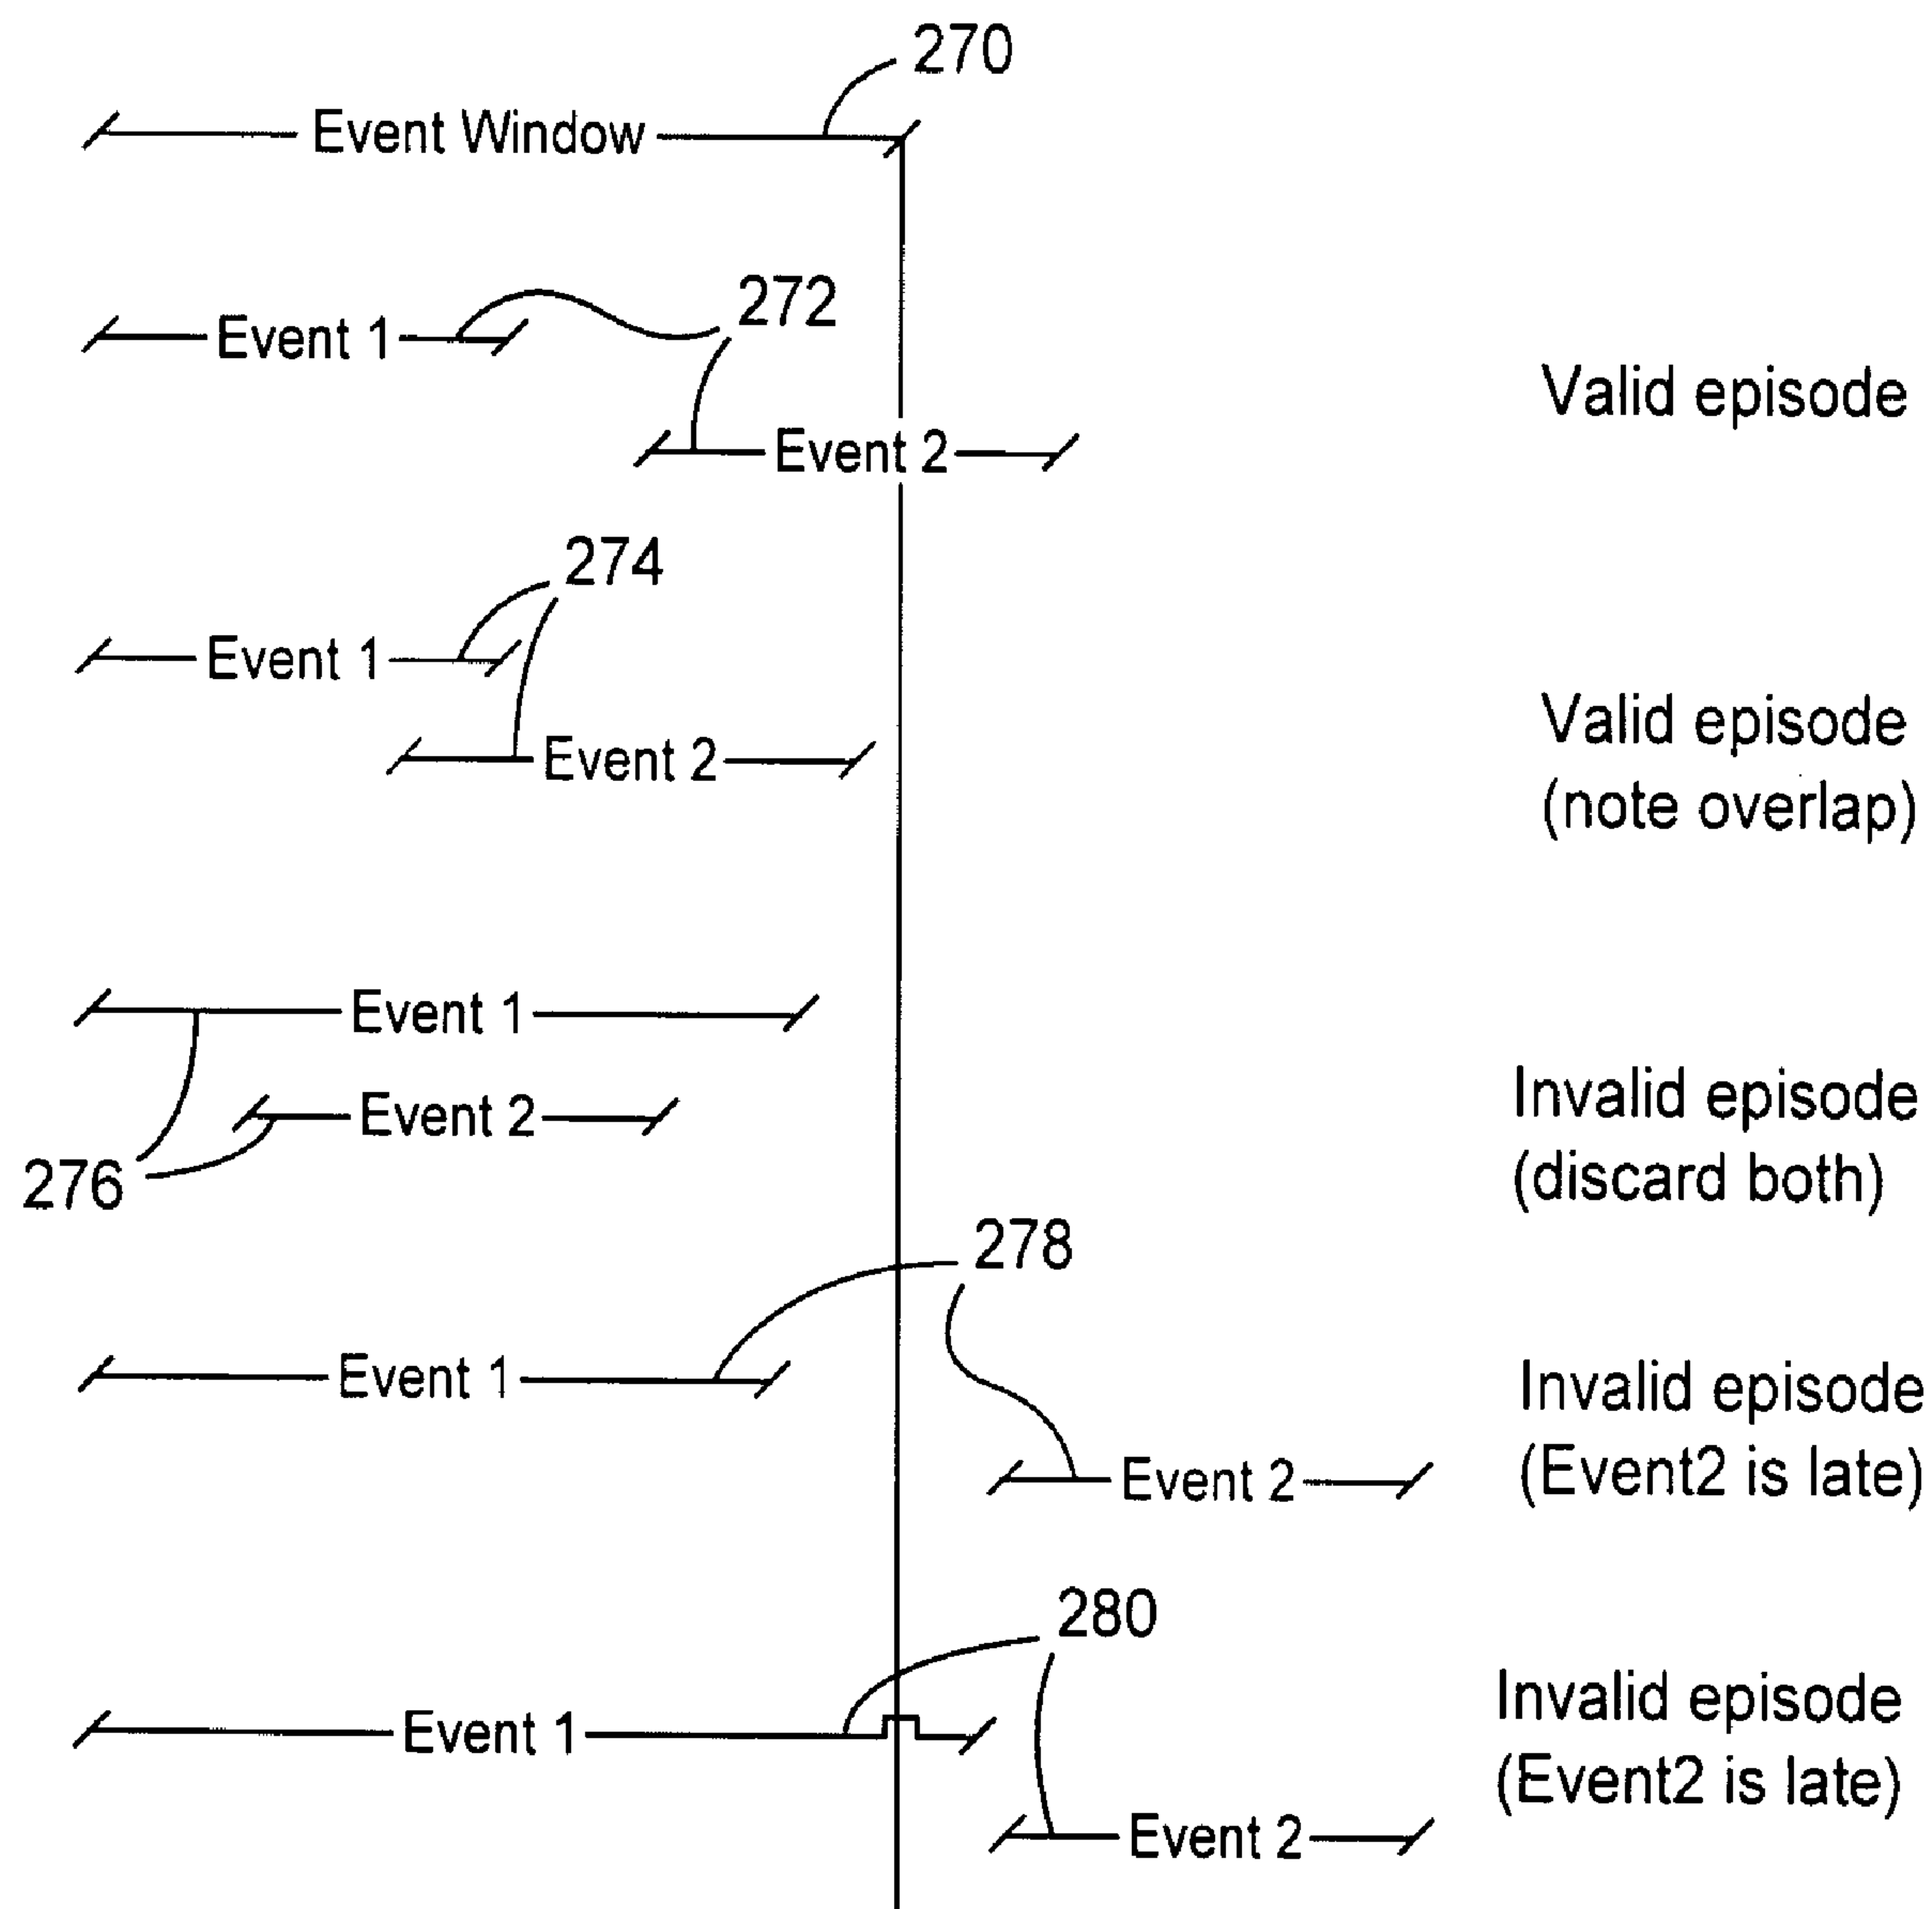 270
Event Window
272
Event 1
Valid episode
Event 2
274
Event 1
Valid episode
(note overlap)
Event 2
Event 1
Event 2
Invalid episode
(discard both)
276
278
Event 1
Invalid episode
(Event2 is late)
Event 2
280
Event 1
Invalid episode
(Event2 is late)
Event 2